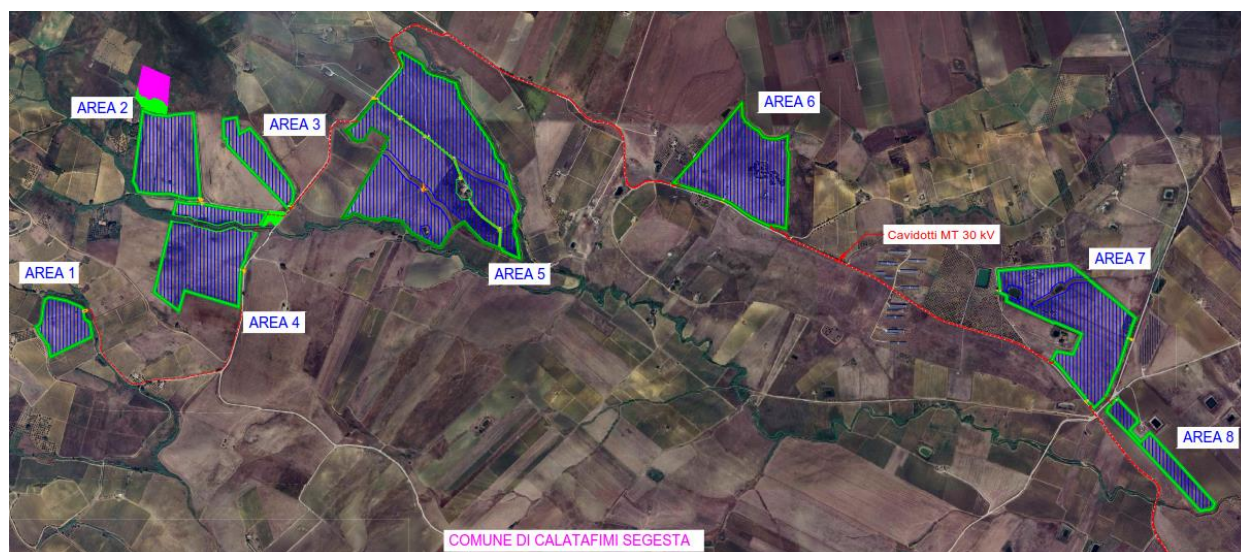 AREA 2
AREA 3
AREA 6
AREA 1
AREA 4
AREA 5
Cavidotti MT 30 kV
AREA 7
AREA 8
COMUNE DI CALATAFIMI SEGESTA